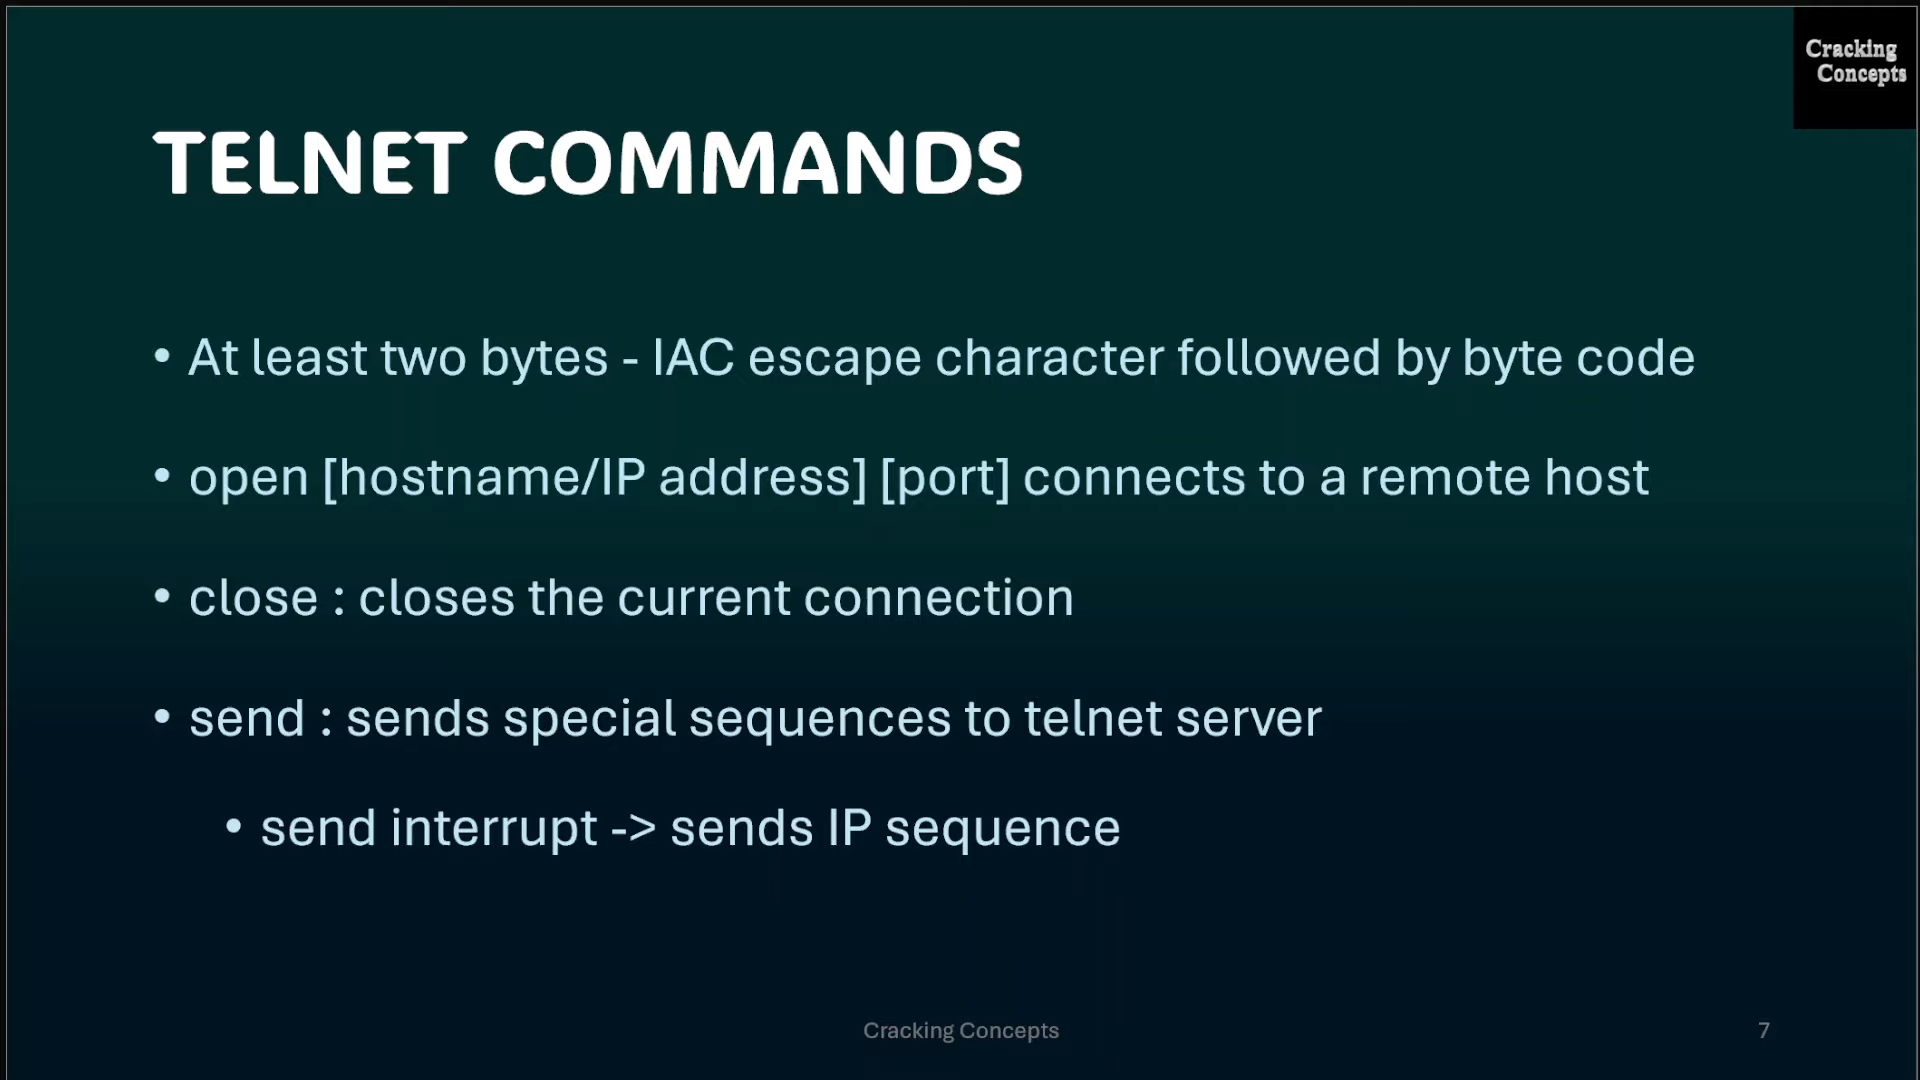 Cracking
Concepts
TELNET COMMANDS
• At least two bytes - IAC escape character followed by byte code
• open [hostname/IP address] [port] connects to a remote host
• close : closes the current connection
• send : sends special sequences to telnet server
• send interrupt -> sends IP sequence
Cracking Concepts
7